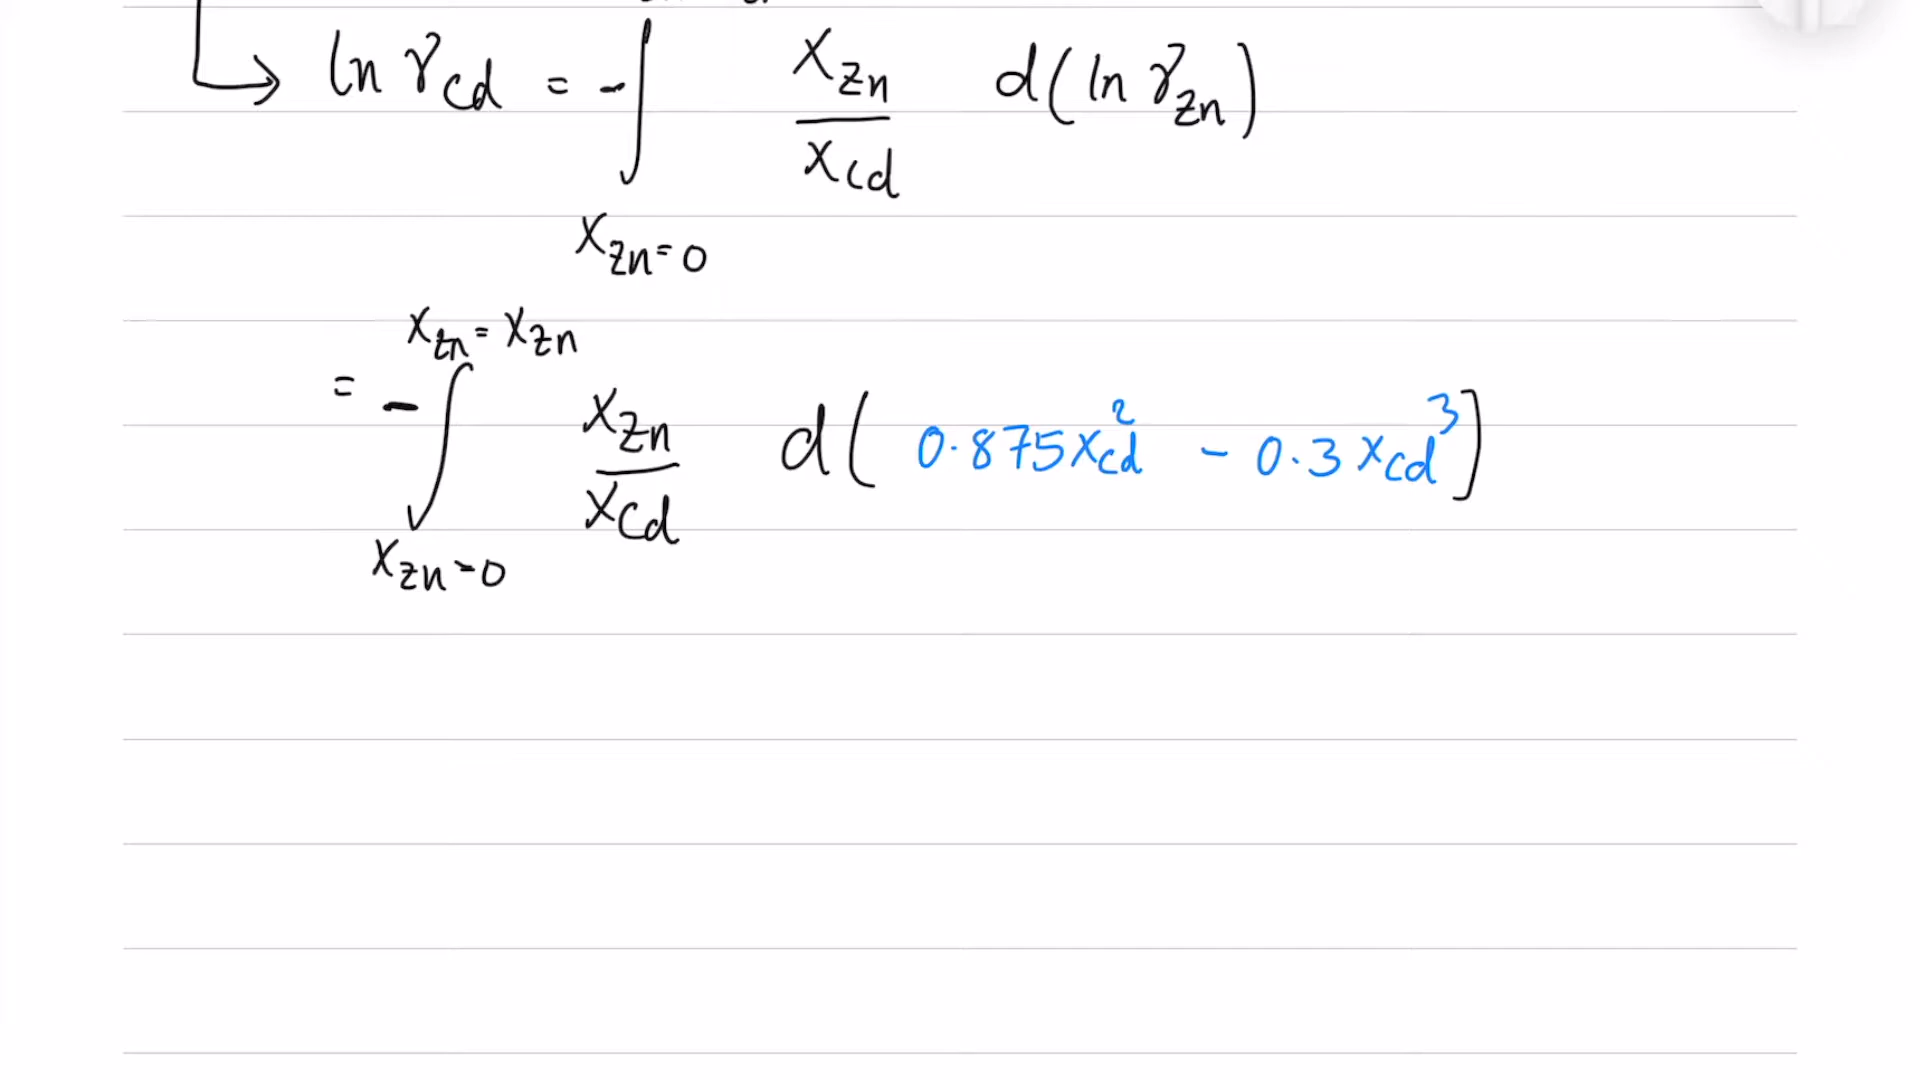 ln γCd = -∫ xZn/xCd d(ln γZn)
xZn=0
xZn=xZn
= -∫ xZn/xCd d(0.875xCd² - 0.3xCd³]
xZn=0